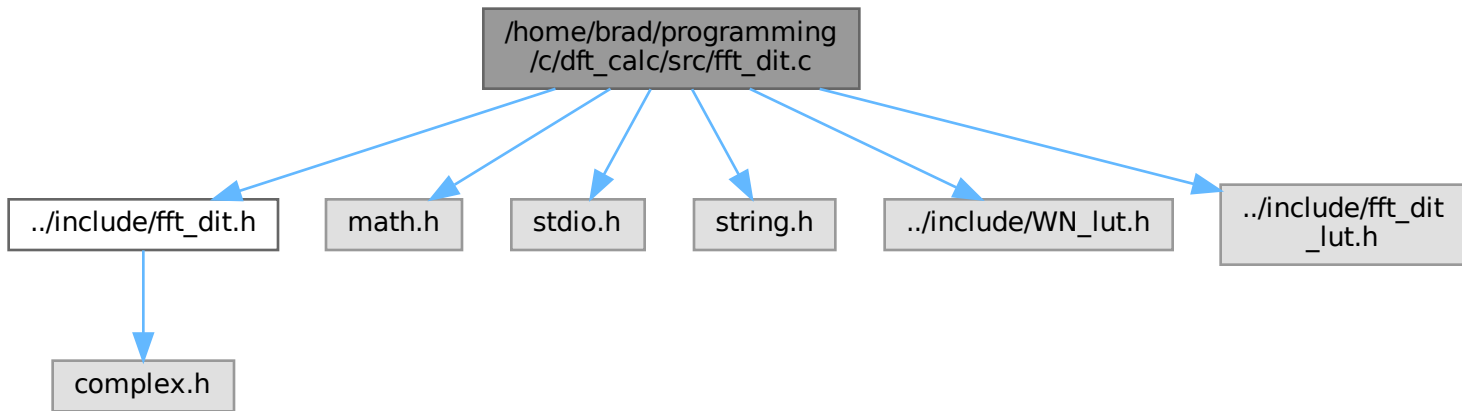 /home/brad/programming
/c/dft_calc/src/fft_dit.c
../include/fft_dit.h
math.h
stdio.h
string.h
../include/WN_lut.h
../include/fft_dit
_lut.h
complex.h